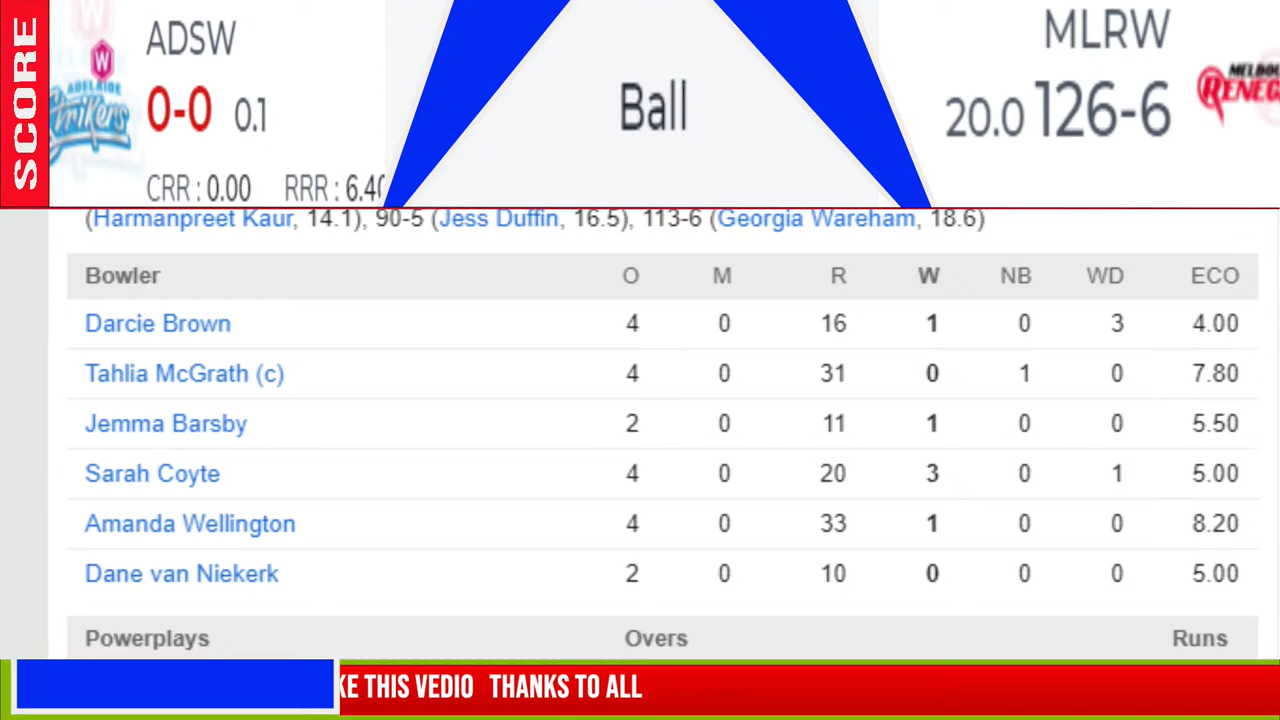 SCORE
W
W
ADELAIDE
Strikers
ADSW
0-0 0.1
CRR : 0.00 RRR : 6.40
Ball
MLRW
20.0 126-6
(Harmanpreet Kaur, 14.1), 90-5 (Jess Duffin, 16.5), 113-6 (Georgia Wareham, 18.6)
Bowler O M R W NB WD ECO
Darcie Brown 4 0 16 1 0 3 4.00
Tahlia McGrath (c) 4 0 31 0 1 0 7.80
Jemma Barsby 2 0 11 1 0 0 5.50
Sarah Coyte 4 0 20 3 0 1 5.00
Amanda Wellington 4 0 33 1 0 0 8.20
Dane van Niekerk 2 0 10 0 0 0 5.00
Powerplays Overs Runs
KE THIS VEDIO THANKS TO ALL